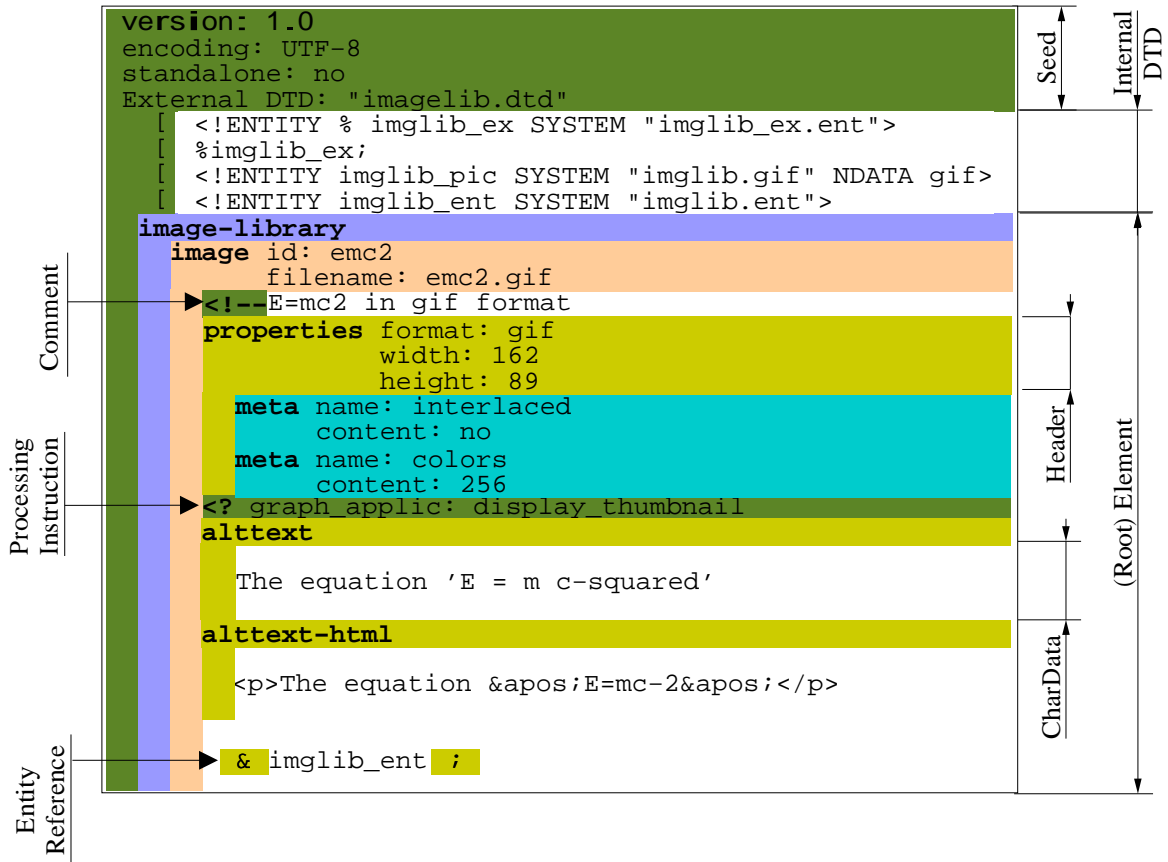 version: 1.0
encoding: UTF-8
standalone: no
External DTD: "imagelib.dtd"
[ <!ENTITY % imglib_ex SYSTEM "imglib_ex.ent">
[ %imglib_ex;
[ <!ENTITY imglib_pic SYSTEM "imglib.gif" NDATA gif>
[ <!ENTITY imglib_ent SYSTEM "imglib.ent">
image-library
image id: emc2
filename: emc2.gif
<!--E=mc2 in gif format
properties format: gif
width: 162
height: 89
meta name: interlaced
content: no
meta name: colors
content: 256
<? graph_applic: display_thumbnail
alttext
The equation 'E = m c-squared'
alttext-html
<p>The equation &apos;E=mc-2&apos;</p>
& imglib_ent ;
Comment
Processing
Instruction
Entity
Reference
Seed
Internal
DTD
Header
(Root) Element
CharData